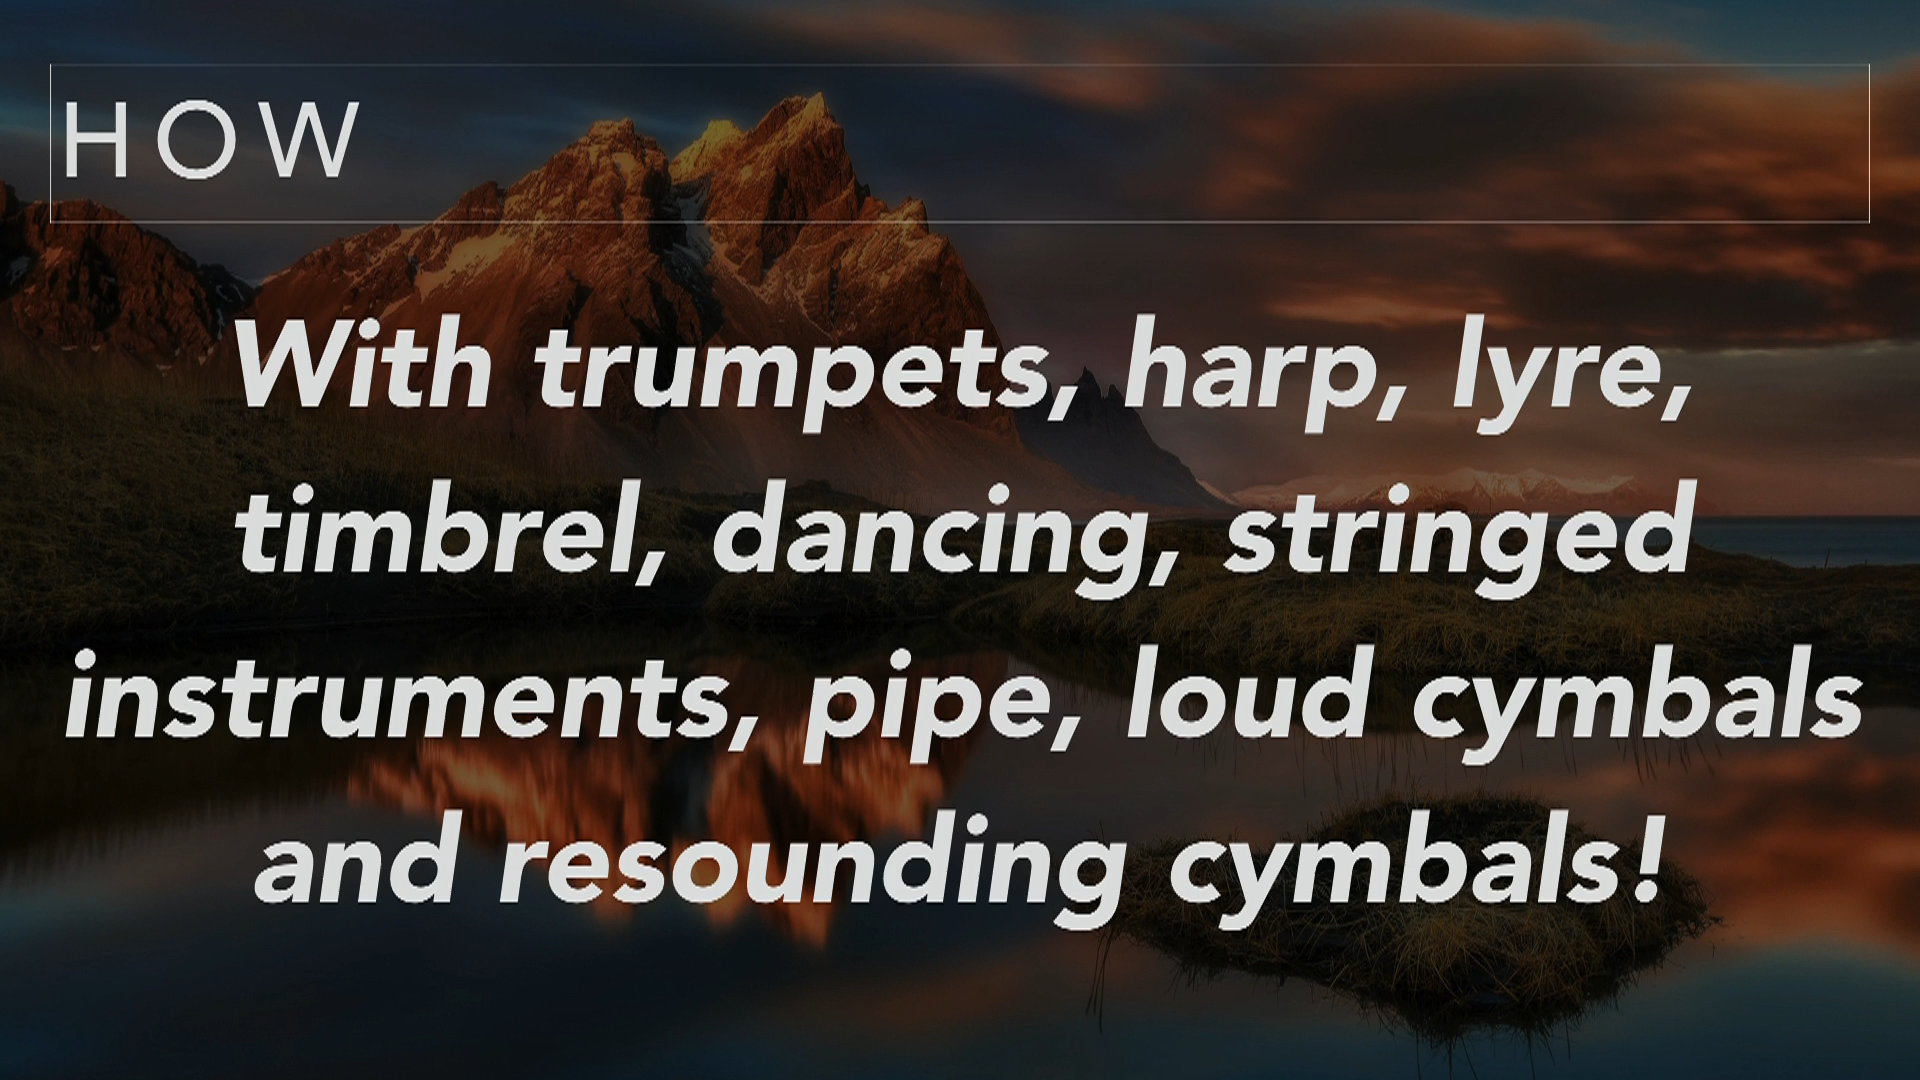 HOW
With trumpets, harp, lyre,
timbrel, dancing, stringed
instruments, pipe, loud cymbals
and resounding cymbals!